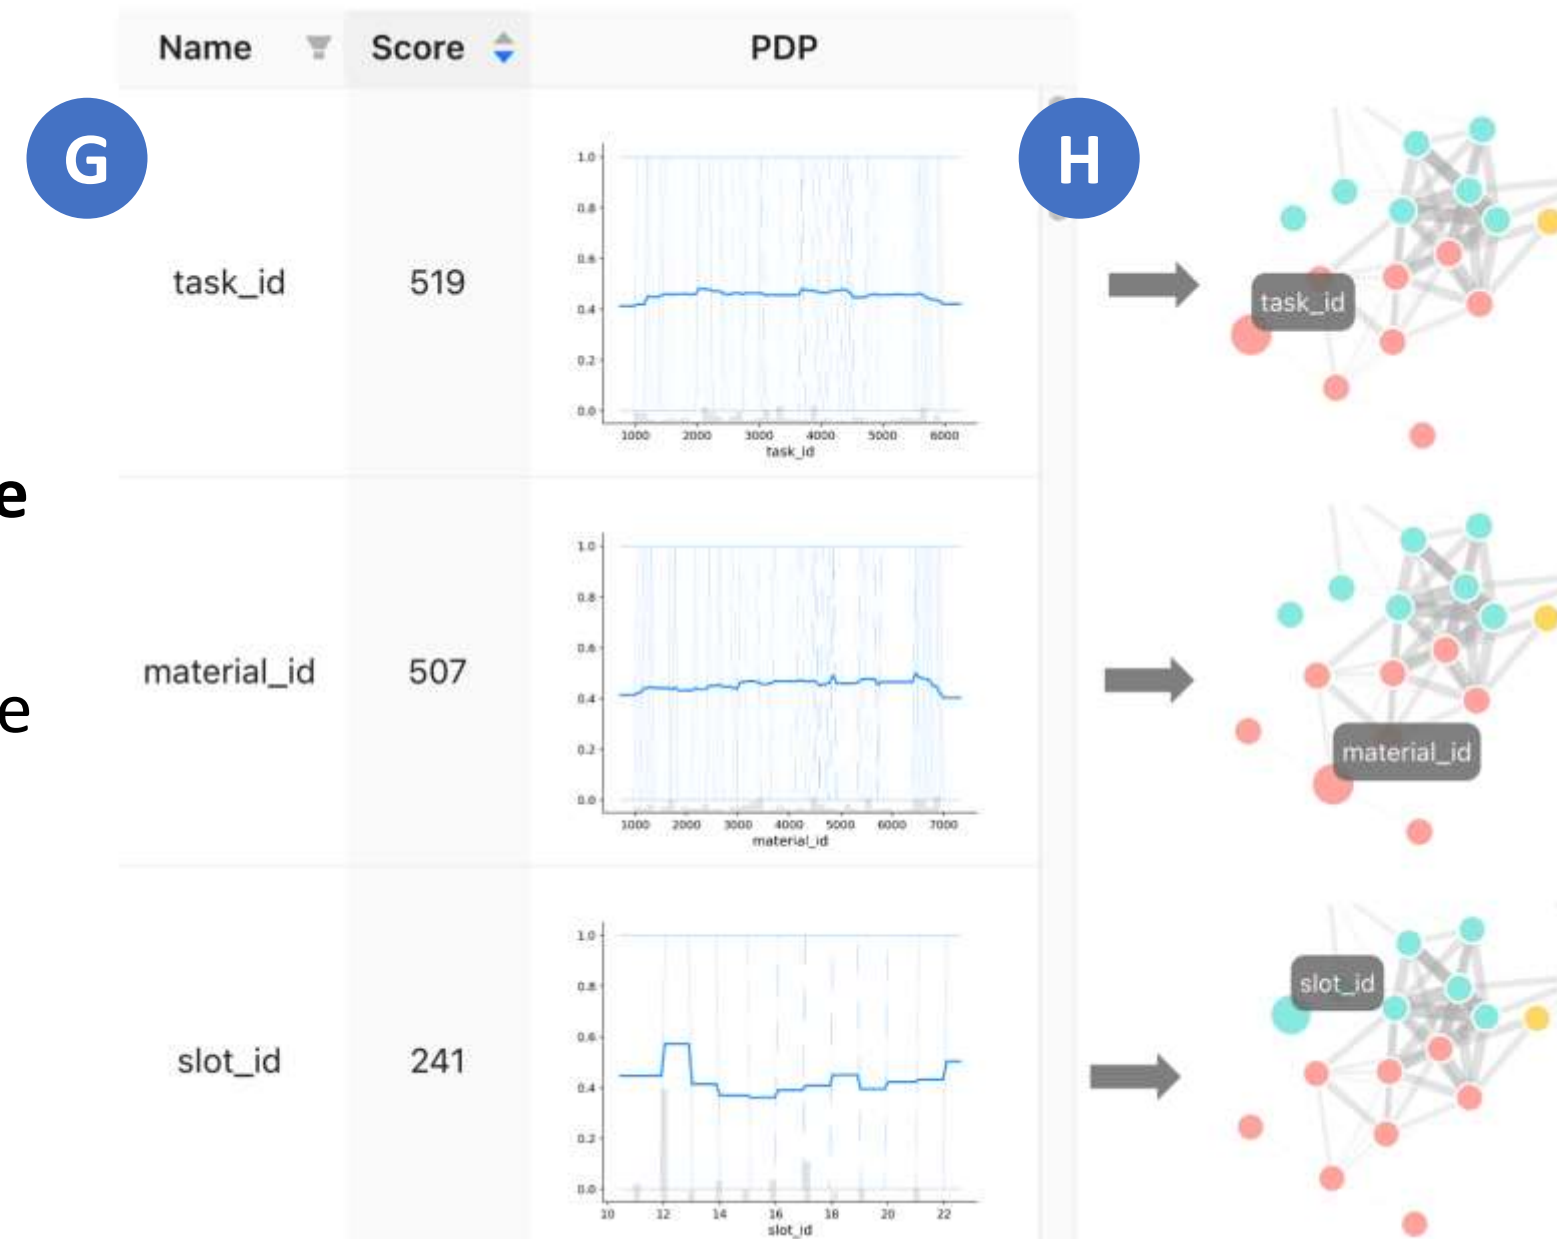 Name Score PDP
G
H
1.0
0.8
0.6
0.4
0.2
0.0
1000 2000 3000 4000 5000 6000
task_id
task_id 519
task_id
e
1.0
0.8
0.6
0.4
0.2
0.0
1000 2000 3000 4000 5000 6000 7000
material_id
material_id 507
material_id
e
1.0
0.8
0.6
0.4
0.2
0.0
10 12 14 16 18 20 22
slot_id
slot_id 241
slot_id